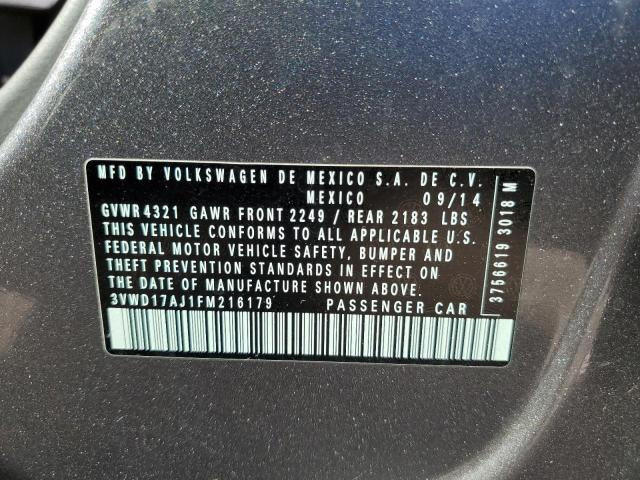 MFD BY VOLKSWAGEN DE MEXICO S.A. DE C.V.
MEXICO 09/14
GVWR 4321 GAWR FRONT 2249 / REAR 2183 LBS
THIS VEHICLE CONFORMS TO ALL APPLICABLE U.S.
FEDERAL MOTOR VEHICLE SAFETY, BUMPER AND
THEFT PREVENTION STANDARDS IN EFFECT ON
THE DATE OF MANUFACTURE SHOWN ABOVE.
3VWD17AJ1FM216179 PASSENGER CAR
3756619 3018 M